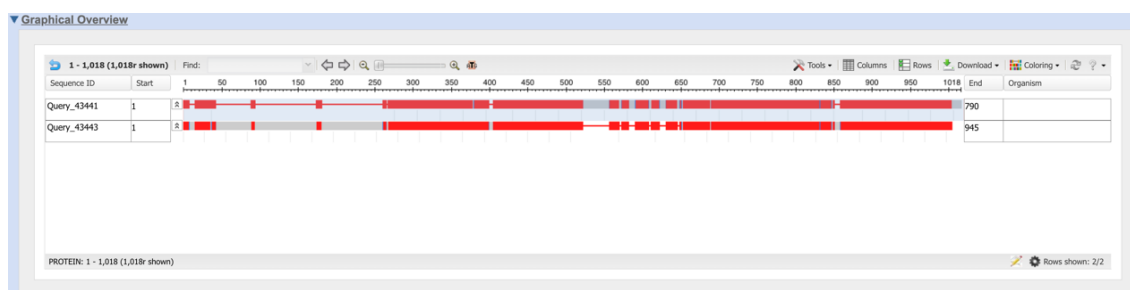 Graphical Overview
1 - 1,018 (1,018r shown) Find: Tools Columns Rows Download Coloring ?
Sequence ID Start 1 50 100 150 200 250 300 350 400 450 500 550 600 650 700 750 800 850 900 950 1018 End Organism
Query_43441 1 790
Query_43443 1 945
PROTEIN: 1 - 1,018 (1,018r shown) Rows shown: 2/2